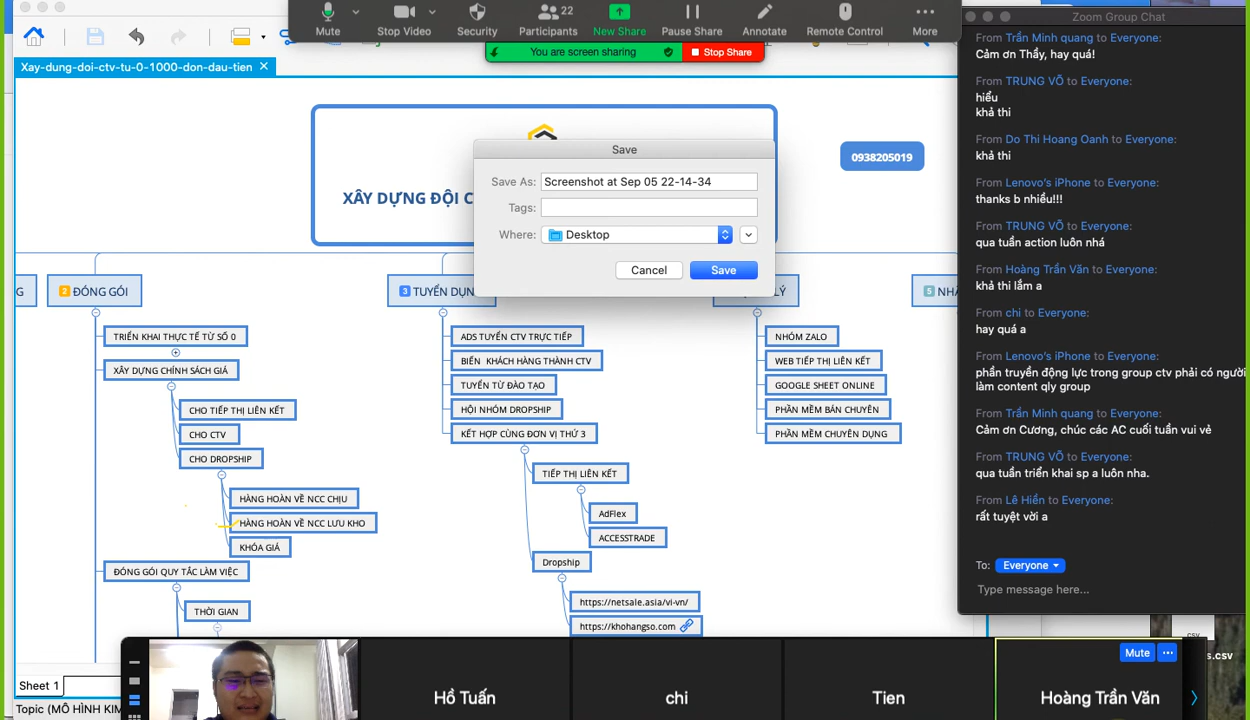 Mute
Stop Video
Security
22
Participants
New Share
Pause Share
Annotate
Remote Control
More
You are screen sharing
Stop Share
Xay-dung-doi-ctv-tu-0-1000-don-dau-tien
XÂY DỰNG ĐỘI C
0938205019
Save
Save As: Screenshot at Sep 05 22-14-34
Tags:
Where: Desktop
Cancel
Save
G
2 ĐÓNG GÓI
TRIỂN KHAI THỰC TẾ TỪ SỐ 0
XÂY DỰNG CHÍNH SÁCH GIÁ
CHO TIẾP THỊ LIÊN KẾT
CHO CTV
CHO DROPSHIP
HÀNG HOÀN VỀ NCC CHỊU
HÀNG HOÀN VỀ NCC LƯU KHO
KHÓA GIÁ
ĐÓNG GÓI QUY TẮC LÀM VIỆC
THỜI GIAN
3 TUYỂN DỤN
ADS TUYỂN CTV TRỰC TIẾP
BIẾN KHÁCH HÀNG THÀNH CTV
TUYỂN TỪ ĐÀO TẠO
HỘI NHÓM DROPSHIP
KẾT HỢP CÙNG ĐƠN VỊ THỨ 3
TIẾP THỊ LIÊN KẾT
AdFlex
ACCESSTRADE
Dropship
https://netsale.asia/vi-vn/
https://khohangso.com
LÝ
NHÓM ZALO
WEB TIẾP THỊ LIÊN KẾT
GOOGLE SHEET ONLINE
PHẦN MỀM BÁN CHUYÊN
PHẦN MỀM CHUYÊN DỤNG
5 NH
Zoom Group Chat
From Trần Minh quang to Everyone:
Cảm ơn Thầy, hay quá!
From TRUNG VÕ to Everyone:
hiểu
khả thi
From Do Thi Hoang Oanh to Everyone:
khả thi
From Lenovo's iPhone to Everyone:
thanks b nhiều!!!
From TRUNG VÕ to Everyone:
qua tuần action luôn nhá
From Hoàng Trần Văn to Everyone:
khả thi lắm a
From chi to Everyone:
hay quá a
From Lenovo's iPhone to Everyone:
phần truyền động lực trong group ctv phải có người
làm content qly group
From Trần Minh quang to Everyone:
Cảm ơn Cương, chúc các AC cuối tuần vui vẻ
From TRUNG VÕ to Everyone:
qua tuần triển khai sp a luôn nha.
From Lê Hiển to Everyone:
rất tuyệt vời a
To: Everyone
Type message here...
csv
s.csv
Sheet 1
Topic (MÔ HÌNH KIM
Hồ Tuấn
chi
Tien
Mute
Hoàng Trần Văn